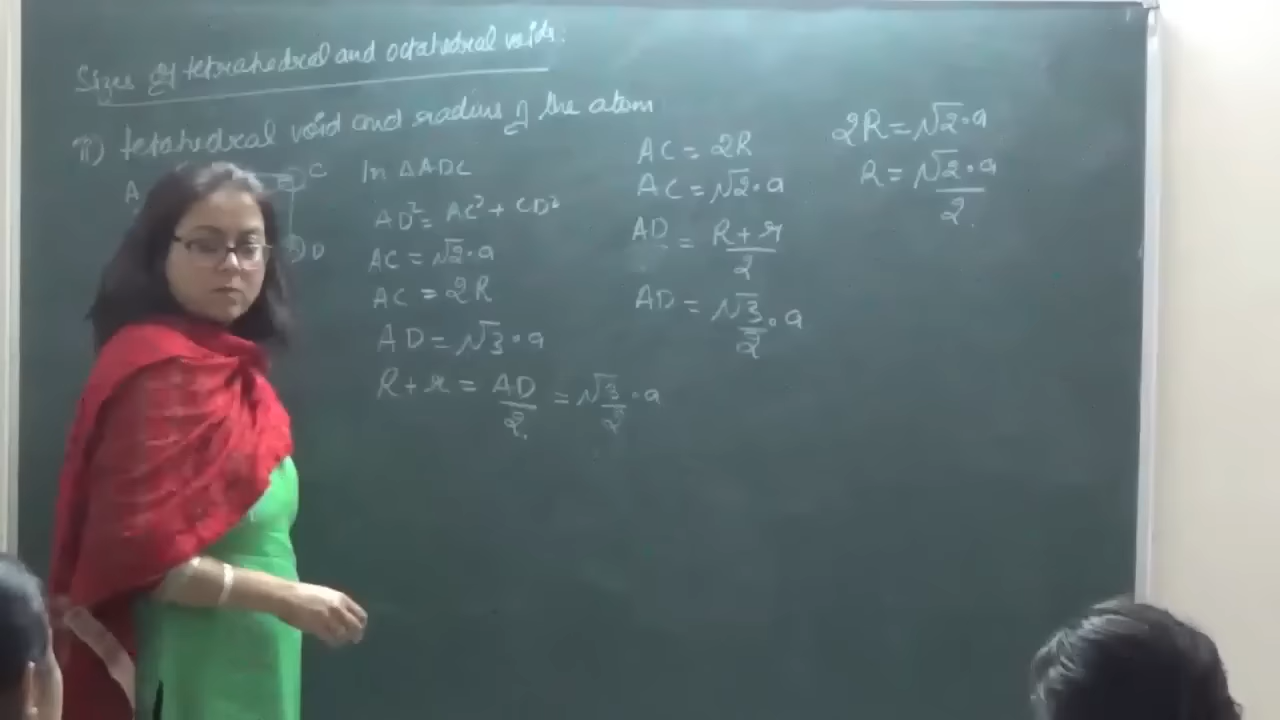 Sizes of tetrahedral and octahedral voids:
II) tetrahedral void and radius of the atom
A
C
D
In △ADC
AD² = AC² + CD²
AC = √2·a
AC = 2R
AD = √3·a
R+r = AD/2 = √3/2·a
AC = 2R
AC = √2·a
AD = R+r/2
AD = √3/2·a
2R = √2·a
R = √2·a/2